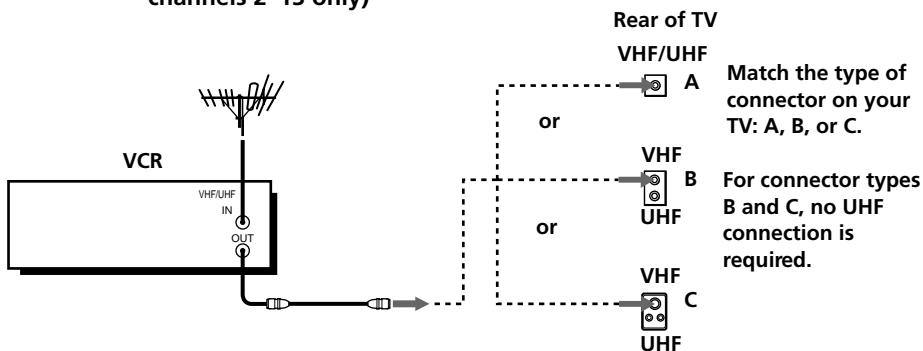 channels 2–13 only)
Rear of TV
VHF/UHF
A
Match the type of
connector on your
TV: A, B, or C.
or
VCR
VHF/UHF
IN
OUT
VHF
B
UHF
For connector types
B and C, no UHF
connection is
required.
or
VHF
C
UHF